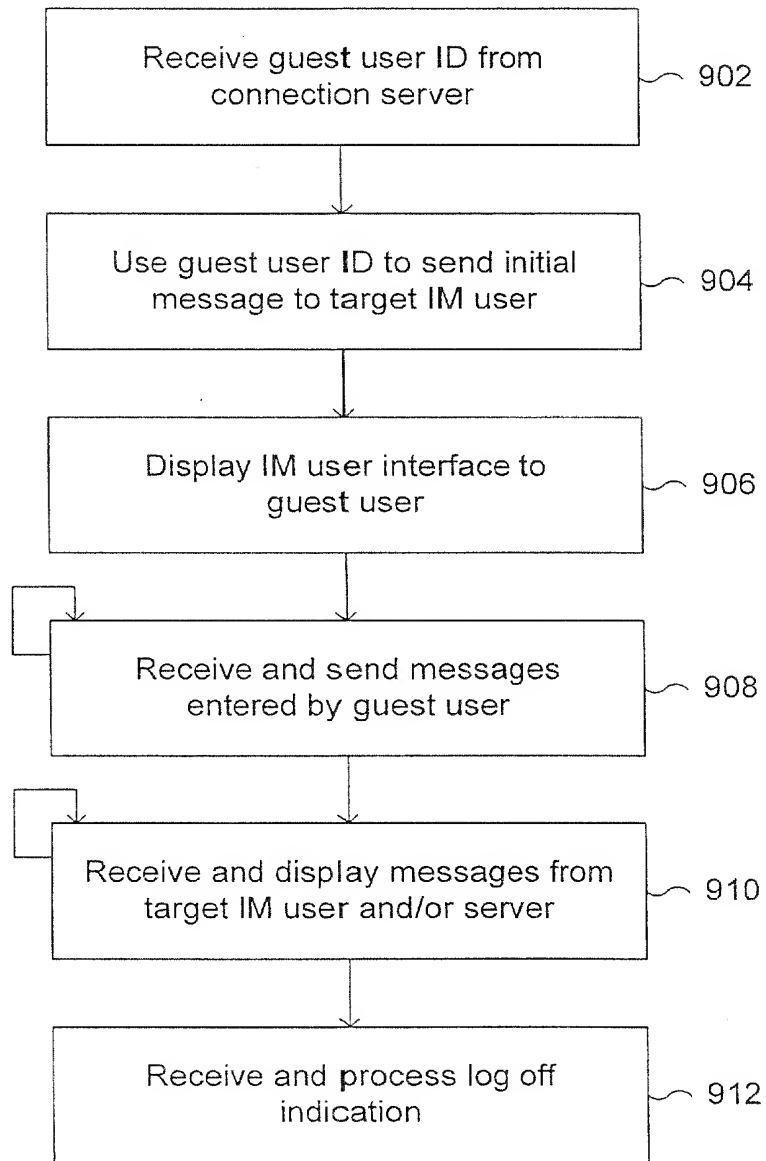 Receive guest user ID from
connection server
902
Use guest user ID to send initial
message to target IM user
904
Display IM user interface to
guest user
906
Receive and send messages
entered by guest user
908
Receive and display messages from
target IM user and/or server
910
Receive and process log off
indication
912